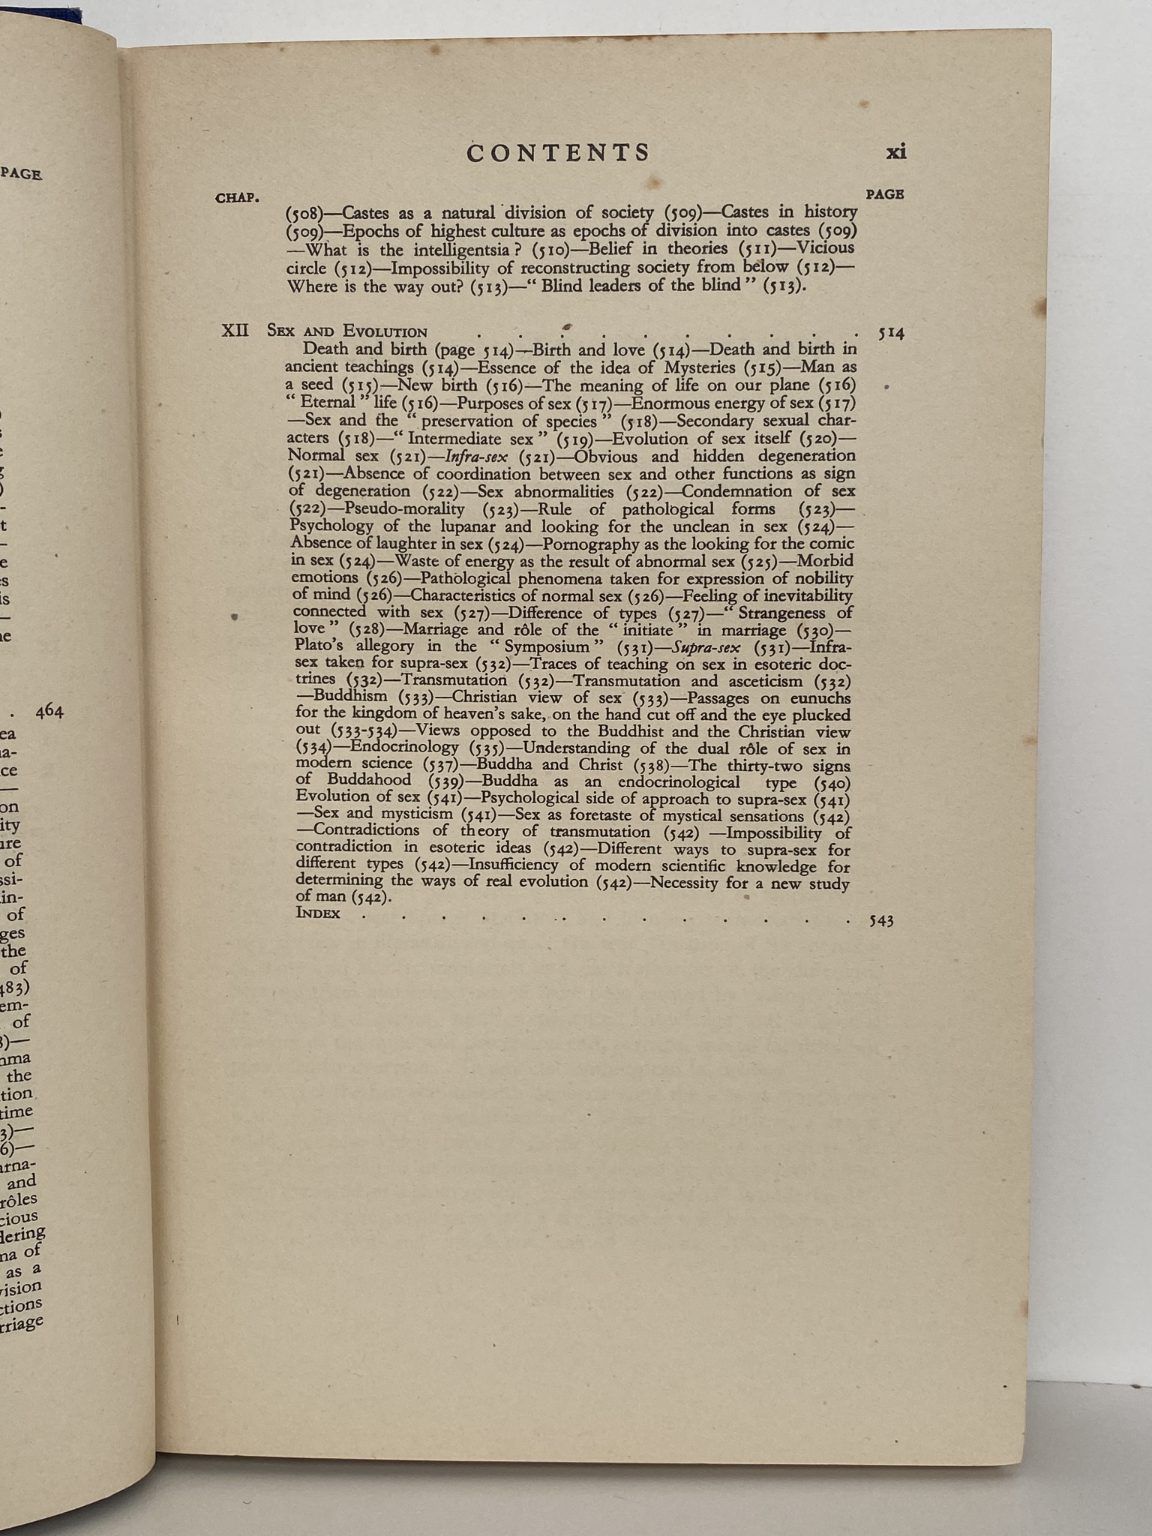 PAGE
464
CONTENTS xi
CHAP. PAGE
(508)—Castes as a natural division of society (509)—Castes in history
(509)—Epochs of highest culture as epochs of division into castes (509)
—What is the intelligentsia? (510)—Belief in theories (511)—Vicious
circle (512)—Impossibility of reconstructing society from below (512)—
Where is the way out? (513)—“Blind leaders of the blind” (513).
XII SEX AND EVOLUTION . . . . . . . . . . 514
Death and birth (page 514)—Birth and love (514)—Death and birth in
ancient teachings (514)—Essence of the idea of Mysteries (515)—Man as
a seed (515)—New birth (516)—The meaning of life on our plane (516)
“Eternal” life (516)—Purposes of sex (517)—Enormous energy of sex (517)
—Sex and the “preservation of species” (518)—Secondary sexual char-
acters (518)—“Intermediate sex” (519)—Evolution of sex itself (520)—
Normal sex (521)—Infra-sex (521)—Obvious and hidden degeneration
(521)—Absence of coordination between sex and other functions as sign
of degeneration (522)—Sex abnormalities (522)—Condemnation of sex
(522)—Pseudo-morality (523)—Rule of pathological forms (523)—
Psychology of the lupanar and looking for the unclean in sex (524)—
Absence of laughter in sex (524)—Pornography as the looking for the comic
in sex (524)—Waste of energy as the result of abnormal sex (525)—Morbid
emotions (526)—Pathological phenomena taken for expression of nobility
of mind (526)—Characteristics of normal sex (526)—Feeling of inevitability
connected with sex (527)—Difference of types (527)—“Strangeness of
love” (528)—Marriage and rôle of the “initiate” in marriage (530)—
Plato’s allegory in the “Symposium” (531)—Supra-sex (531)—Infra-
sex taken for supra-sex (532)—Traces of teaching on sex in esoteric doc-
trines (532)—Transmutation (532)—Transmutation and asceticism (532)
—Buddhism (533)—Christian view of sex (533)—Passages on eunuchs
for the kingdom of heaven’s sake, on the hand cut off and the eye plucked
out (533-534)—Views opposed to the Buddhist and the Christian view
(534)—Endocrinology (535)—Understanding of the dual rôle of sex in
modern science (537)—Buddha and Christ (538)—The thirty-two signs
of Buddahood (539)—Buddha as an endocrinological type (540)
Evolution of sex (541)—Psychological side of approach to supra-sex (541)
—Sex and mysticism (541)—Sex as foretaste of mystical sensations (542)
—Contradictions of theory of transmutation (542) —Impossibility of
contradiction in esoteric ideas (542)—Different ways to supra-sex for
different types (542)—Insufficiency of modern scientific knowledge for
determining the ways of real evolution (542)—Necessity for a new study
of man (542).
INDEX . . . . . . . . . . . . . 543